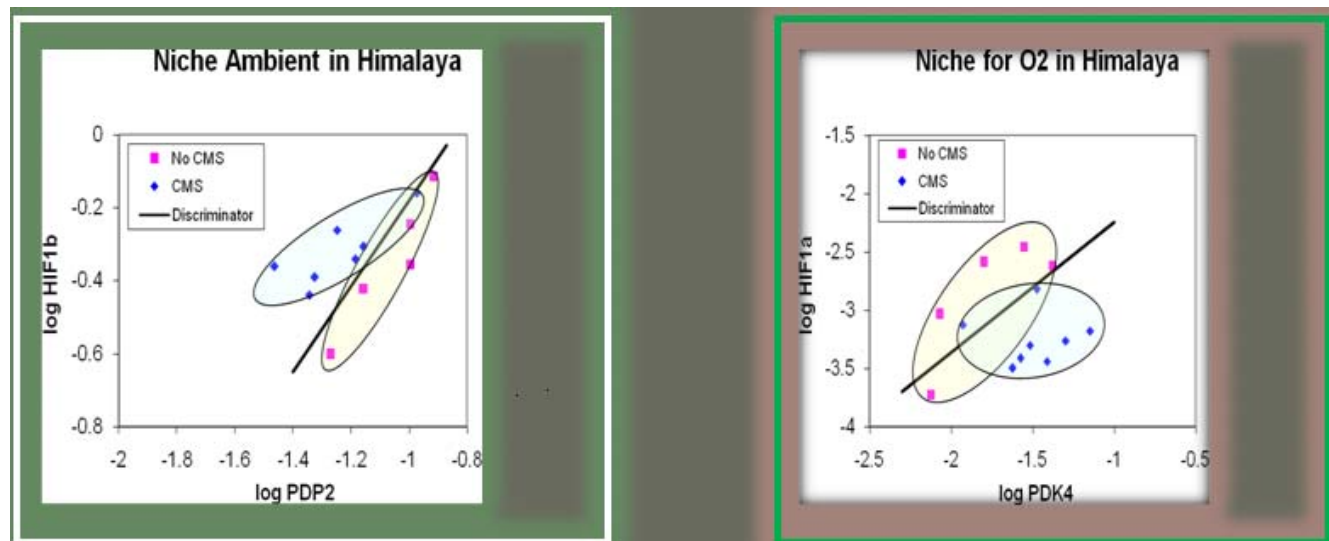 Niche Ambient in Himalaya
0
-0.2
-0.4
-0.6
-0.8
log HIF1b
No CMS
CMS
Discriminator
-2
-1.8
-1.6
-1.4
-1.2
-1
-0.8
log PDP2
Niche for O2 in Himalaya
-1.5
-2
-2.5
-3
-3.5
-4
log HIF1a
No CMS
CMS
Discriminator
-2.5
-2
-1.5
-1
-0.5
log PDK4